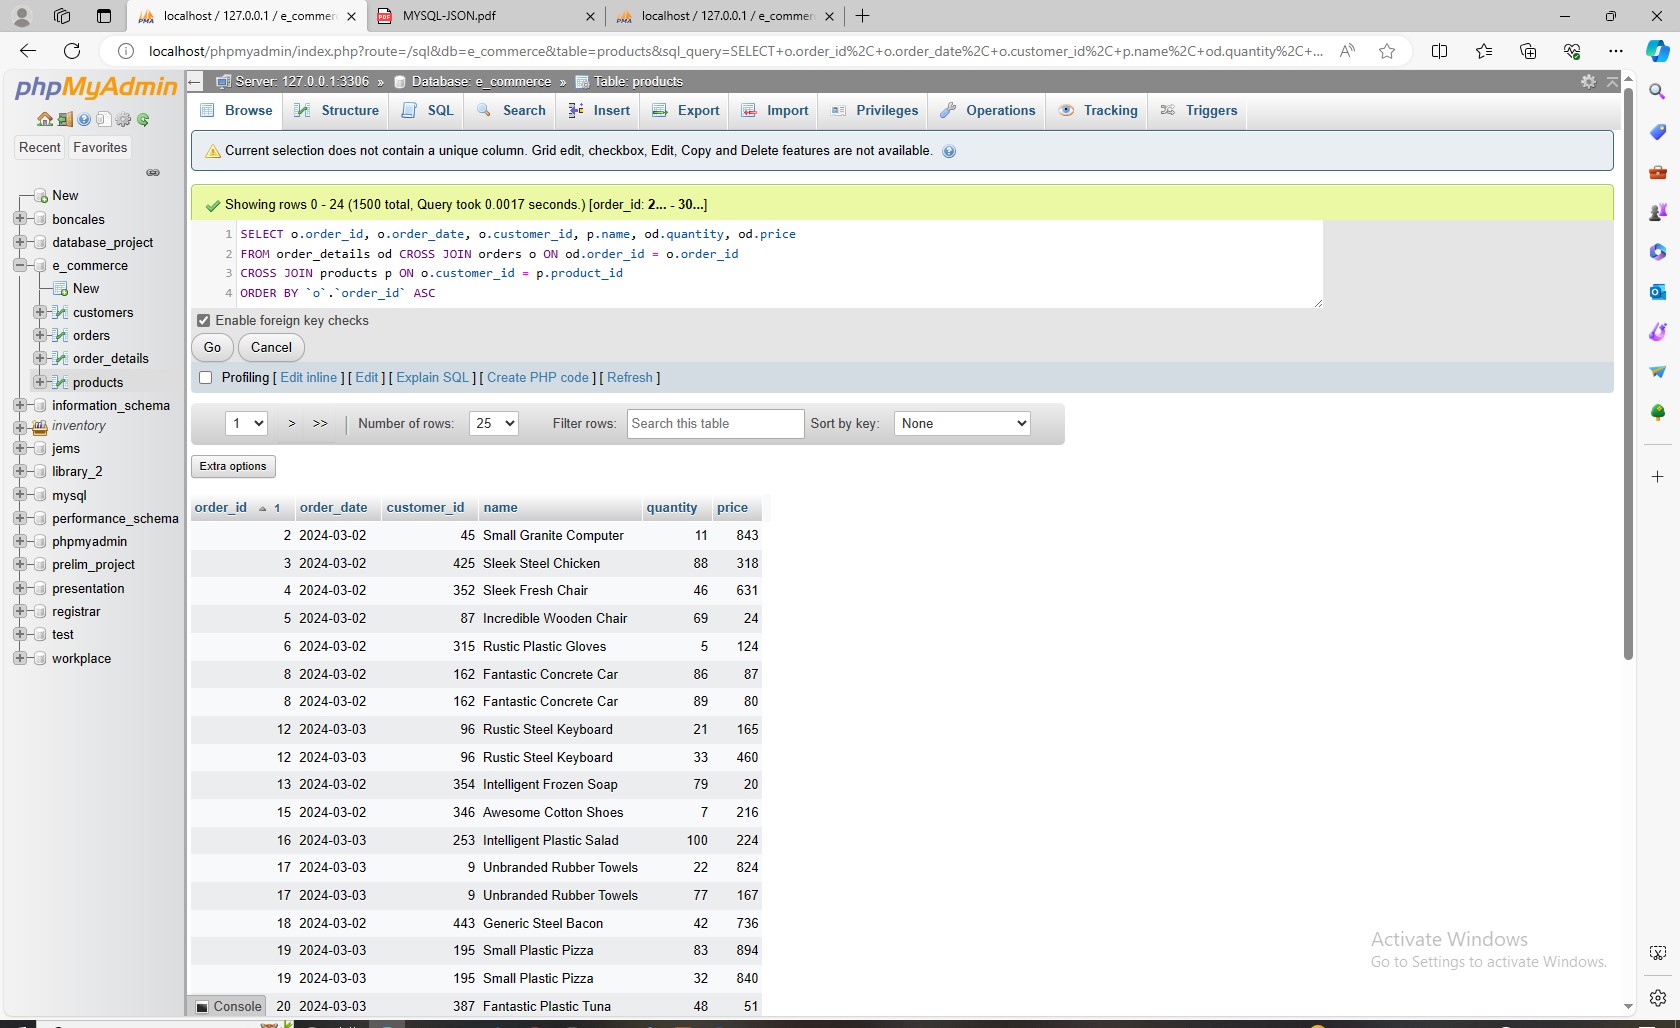 localhost / 127.0.0.1 / e_commer
MYSQL-JSON.pdf
localhost / 127.0.0.1 / e_commer
localhost/phpmyadmin/index.php?route=/sql&db=e_commerce&table=products&sql_query=SELECT+o.order_id%2C+o.order_date%2C+o.customer_id%2C+p.name%2C+od.quantity%2C+...
phpMyAdmin
Recent
Favorites
New
boncales
database_project
e_commerce
New
customers
orders
order_details
products
information_schema
inventory
jems
library_2
mysql
performance_schema
phpmyadmin
prelim_project
presentation
registrar
test
workplace
Server: 127.0.0.1:3306 » Database: e_commerce » Table: products
Browse
Structure
SQL
Search
Insert
Export
Import
Privileges
Operations
Tracking
Triggers
Current selection does not contain a unique column. Grid edit, checkbox, Edit, Copy and Delete features are not available.
Showing rows 0 - 24 (1500 total, Query took 0.0017 seconds.) [order_id: 2... - 30...]
1 SELECT o.order_id, o.order_date, o.customer_id, p.name, od.quantity, od.price
2 FROM order_details od CROSS JOIN orders o ON od.order_id = o.order_id
3 CROSS JOIN products p ON o.customer_id = p.product_id
4 ORDER BY `o`.`order_id` ASC
Enable foreign key checks
Go
Cancel
Profiling [ Edit inline ] [ Edit ] [ Explain SQL ] [ Create PHP code ] [ Refresh ]
1 > >> Number of rows: 25 Filter rows: Search this table Sort by key: None
Extra options
order_id 1 order_date customer_id name quantity price
2 2024-03-02 45 Small Granite Computer 11 843
3 2024-03-02 425 Sleek Steel Chicken 88 318
4 2024-03-02 352 Sleek Fresh Chair 46 631
5 2024-03-02 87 Incredible Wooden Chair 69 24
6 2024-03-02 315 Rustic Plastic Gloves 5 124
8 2024-03-02 162 Fantastic Concrete Car 86 87
8 2024-03-02 162 Fantastic Concrete Car 89 80
12 2024-03-03 96 Rustic Steel Keyboard 21 165
12 2024-03-03 96 Rustic Steel Keyboard 33 460
13 2024-03-02 354 Intelligent Frozen Soap 79 20
15 2024-03-02 346 Awesome Cotton Shoes 7 216
16 2024-03-03 253 Intelligent Plastic Salad 100 224
17 2024-03-03 9 Unbranded Rubber Towels 22 824
17 2024-03-03 9 Unbranded Rubber Towels 77 167
18 2024-03-02 443 Generic Steel Bacon 42 736
19 2024-03-03 195 Small Plastic Pizza 83 894
19 2024-03-03 195 Small Plastic Pizza 32 840
20 2024-03-03 387 Fantastic Plastic Tuna 48 51
Console
Activate Windows
Go to Settings to activate Windows.